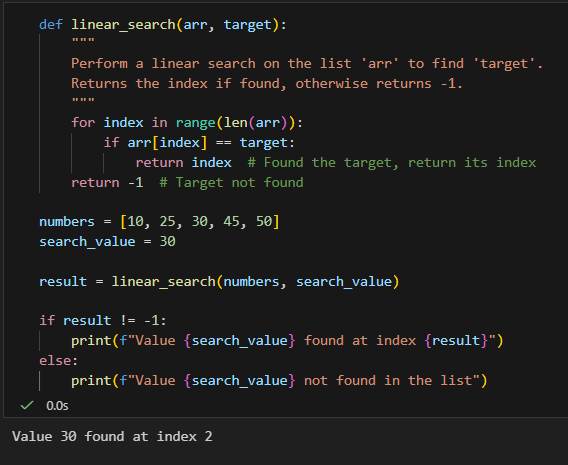 def linear_search(arr, target):
    """
    Perform a linear search on the list 'arr' to find 'target'.
    Returns the index if found, otherwise returns -1.
    """
    for index in range(len(arr)):
        if arr[index] == target:
            return index  # Found the target, return its index
    return -1  # Target not found

numbers = [10, 25, 30, 45, 50]
search_value = 30

result = linear_search(numbers, search_value)

if result != -1:
    print(f"Value {search_value} found at index {result}")
else:
    print(f"Value {search_value} not found in the list")
0.0s
Value 30 found at index 2